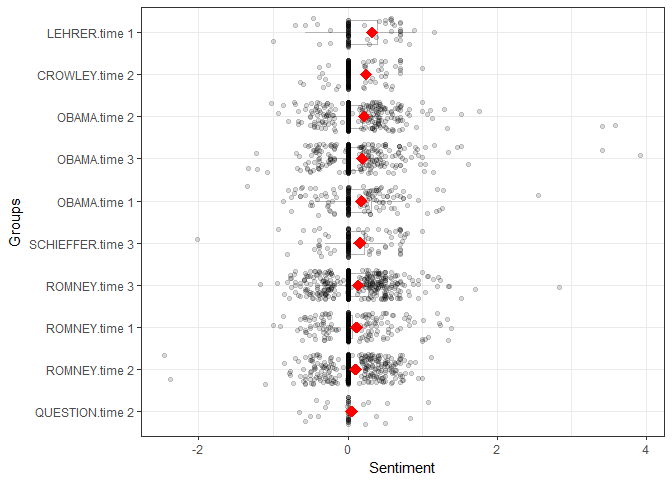 LEHRER.time 1
CROWLEY.time 2
OBAMA.time 2
OBAMA.time 3
OBAMA.time 1
SCHIEFFER.time 3
ROMNEY.time 3
ROMNEY.time 1
ROMNEY.time 2
QUESTION.time 2
Groups
-2 0 2 4
Sentiment